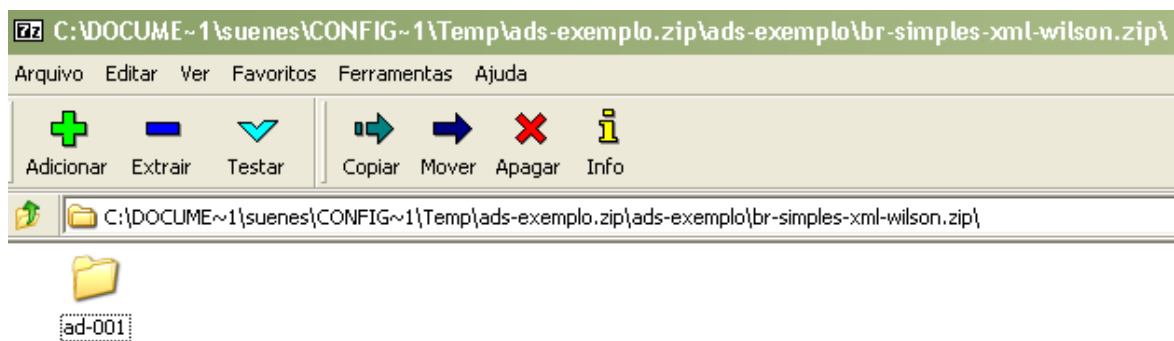 7z C:\DOCUME~1\suenes\CONFIG~1\Temp\ads-exemplo.zip\ads-exemplo\br-simples-xml-wilson.zip\
Arquivo Editar Ver Favoritos Ferramentas Ajuda
Adicionar Extrair Testar Copiar Mover Apagar Info
C:\DOCUME~1\suenes\CONFIG~1\Temp\ads-exemplo.zip\ads-exemplo\br-simples-xml-wilson.zip\
ad-001